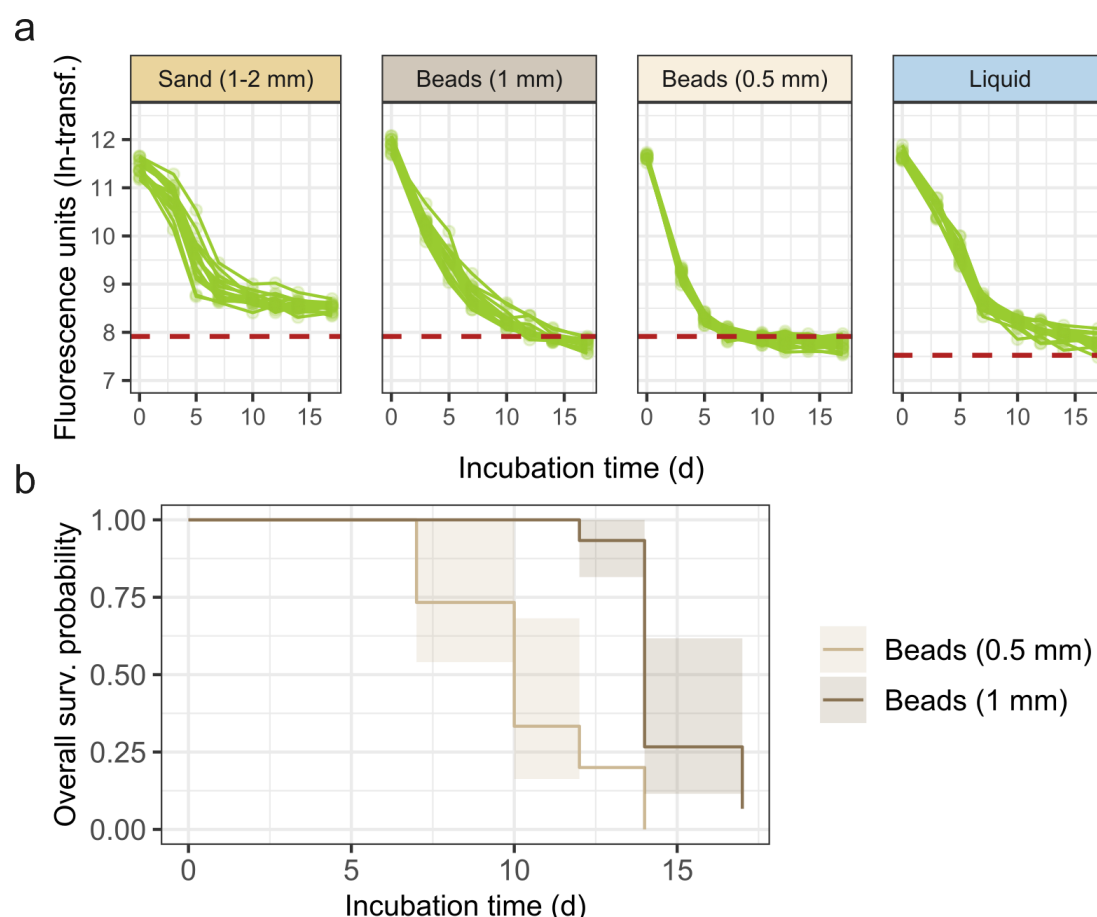 a
Sand (1-2 mm)
Beads (1 mm)
Beads (0.5 mm)
Liquid
Fluorescence units (ln-transf.)
12
11
10
9
8
7
0 5 10 15
0 5 10 15
0 5 10 15
0 5 10 15
Incubation time (d)
b
Overall surv. probability
1.00
0.75
0.50
0.25
0.00
0 5 10 15
Incubation time (d)
Beads (0.5 mm)
Beads (1 mm)